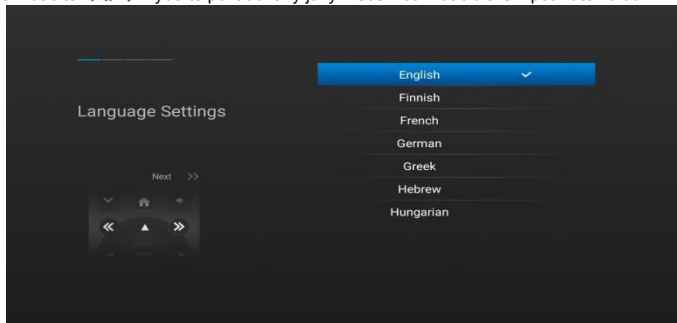 Language Settings
Next >>
English
Finnish
French
German
Greek
Hebrew
Hungarian